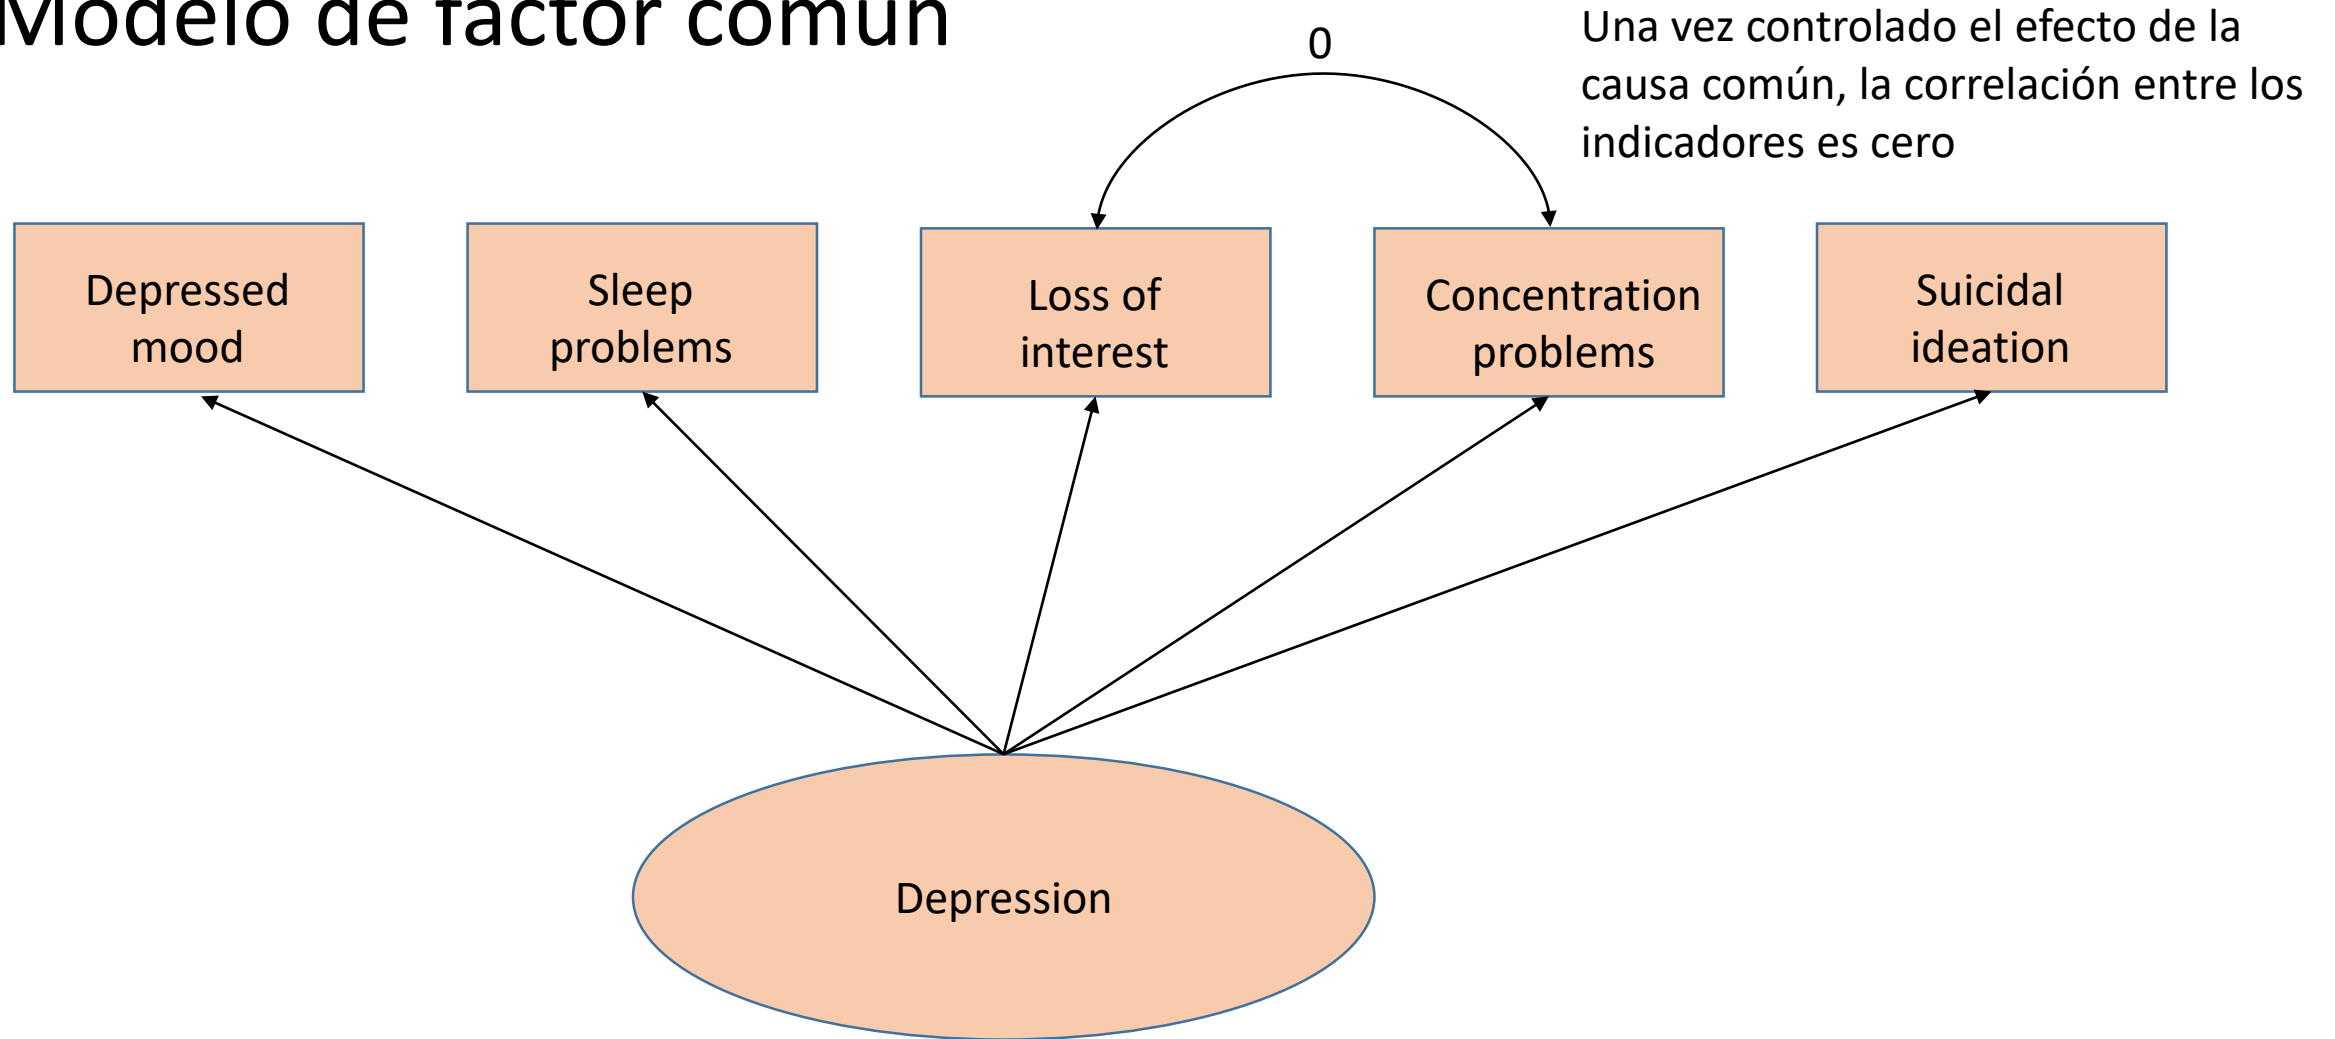 Modelo de factor común
0
Una vez controlado el efecto de la
causa común, la correlación entre los
indicadores es cero
Depressed
mood
Sleep
problems
Loss of
interest
Concentration
problems
Suicidal
ideation
Depression